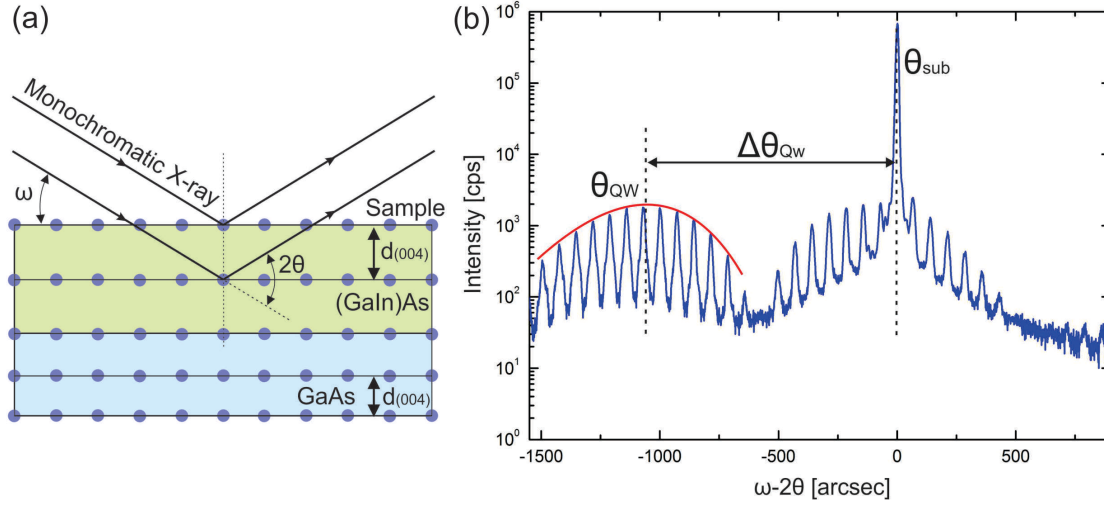 (a)
Monochromatic X-ray
ω
Sample
d(004)
2θ
(GaIn)As
GaAs
d(004)
(b)
10⁶
10⁵
10⁴
10³
10²
10¹
10⁰
Intensity [cps]
θsub
ΔθQw
θQW
-1500
-1000
-500
0
500
ω-2θ [arcsec]